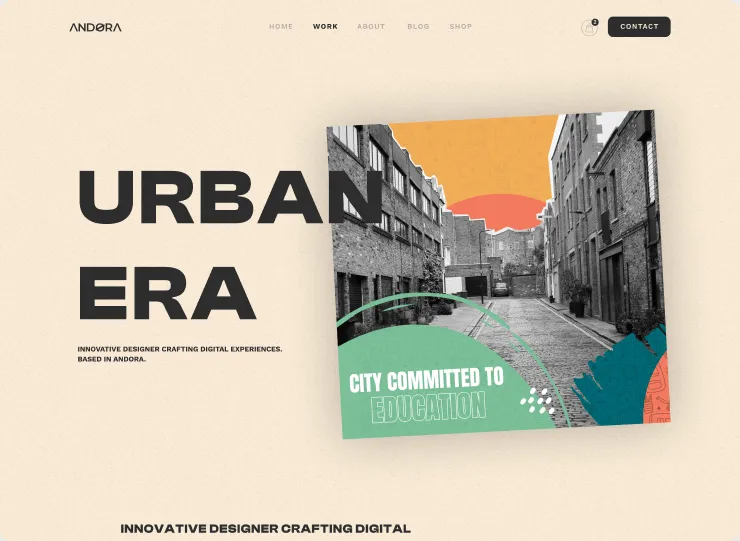 ANDØRA
HOME WORK ABOUT BLOG SHOP
2
CONTACT
URBAN
ERA
INNOVATIVE DESIGNER CRAFTING DIGITAL EXPERIENCES.
BASED IN ANDORA.
CITY COMMITTED TO
EDUCATION
INNOVATIVE DESIGNER CRAFTING DIGITAL